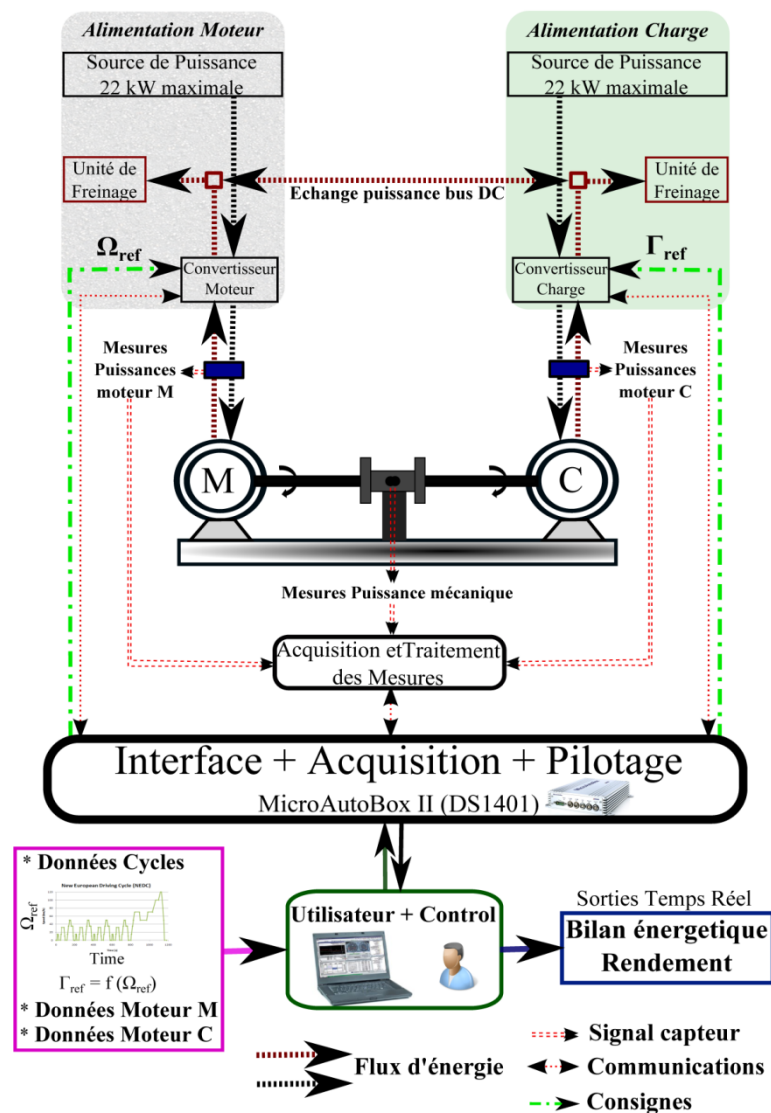 Alimentation Moteur
Source de Puissance
22 kW maximale
Alimentation Charge
Source de Puissance
22 kW maximale
Unité de
Freinage
Echange puissance bus DC
Unité de
Freinage
Ωref
Convertisseur
Moteur
Γref
Convertisseur
Charge
Mesures
Puissances
moteur M
Mesures
Puissances
moteur C
M
C
Mesures Puissance mécanique
Acquisition etTraitement
des Mesures
Interface + Acquisition + Pilotage
MicroAutoBox II (DS1401)
* Données Cycles
New European Driving Cycle (NEDC)
Ωref
Time
Γref = f (Ωref)
* Données Moteur M
* Données Moteur C
Utilisateur + Control
Sorties Temps Réel
Bilan énergetique
Rendement
Flux d'énergie
Signal capteur
Communications
Consignes